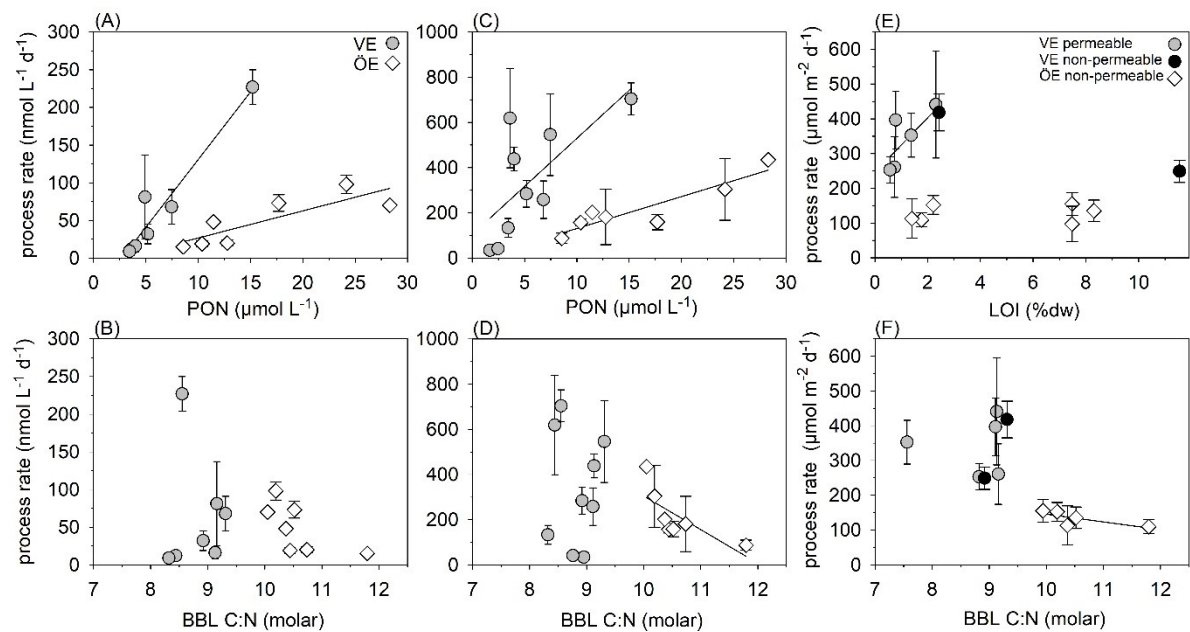 (A)
process rate (nmol L⁻¹ d⁻¹)
300
250
200
150
100
50
0
VE
ÖE
0 5 10 15 20 25 30
PON (µmol L⁻¹)
(C)
1000
800
600
400
200
0
0 5 10 15 20 25 30
PON (µmol L⁻¹)
(E)
process rate (µmol m⁻² d⁻¹)
600
500
400
300
200
100
0
VE permeable
VE non-permeable
ÖE non-permeable
0 2 4 6 8 10
LOI (%dw)
(B)
process rate (nmol L⁻¹ d⁻¹)
300
250
200
150
100
50
0
7 8 9 10 11 12
BBL C:N (molar)
(D)
1000
800
600
400
200
0
7 8 9 10 11 12
BBL C:N (molar)
(F)
process rate (µmol m⁻² d⁻¹)
600
500
400
300
200
100
0
7 8 9 10 11 12
BBL C:N (molar)